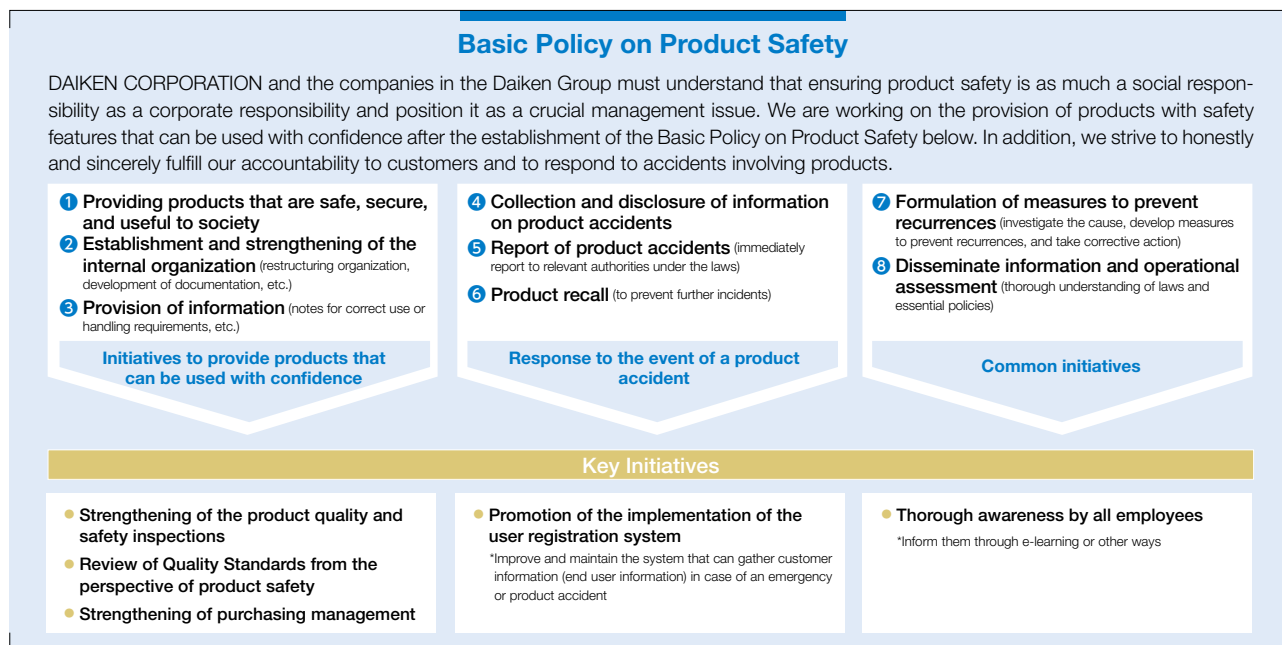 Basic Policy on Product Safety
DAIKEN CORPORATION and the companies in the Daiken Group must understand that ensuring product safety is as much a social respon-
sibility as a corporate responsibility and position it as a crucial management issue. We are working on the provision of products with safety
features that can be used with confidence after the establishment of the Basic Policy on Product Safety below. In addition, we strive to honestly
and sincerely fulfill our accountability to customers and to respond to accidents involving products.
❶ Providing products that are safe, secure,
and useful to society
❷ Establishment and strengthening of the
internal organization (restructuring organization,
development of documentation, etc.)
❸ Provision of information (notes for correct use or
handling requirements, etc.)
Initiatives to provide products that
can be used with confidence
❹ Collection and disclosure of information
on product accidents
❺ Report of product accidents (immediately
report to relevant authorities under the laws)
❻ Product recall (to prevent further incidents)
Response to the event of a product
accident
❼ Formulation of measures to prevent
recurrences (investigate the cause, develop measures
to prevent recurrences, and take corrective action)
❽ Disseminate information and operational
assessment (thorough understanding of laws and
essential policies)
Common initiatives
Key Initiatives
● Strengthening of the product quality and
safety inspections
● Review of Quality Standards from the
perspective of product safety
● Strengthening of purchasing management
● Promotion of the implementation of the
user registration system
*Improve and maintain the system that can gather customer
information (end user information) in case of an emergency
or product accident
● Thorough awareness by all employees
*Inform them through e-learning or other ways